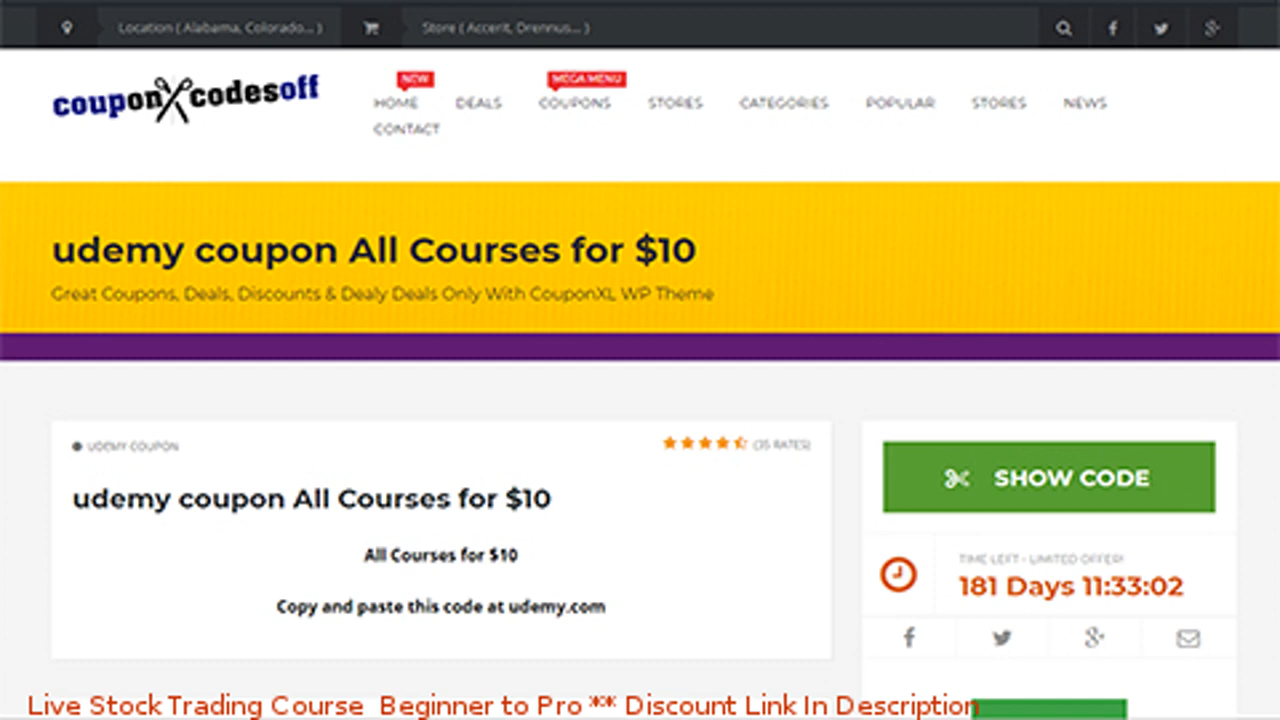 Location ( Alabama, Colorado... )
Store ( Accerit, Drennus... )
couponXcodesoff
NEW
MEGA MENU
HOME DEALS COUPONS STORES CATEGORIES POPULAR STORES NEWS
CONTACT
udemy coupon All Courses for $10
Great Coupons, Deals, Discounts & Dealy Deals Only With CouponXL WP Theme
UDEMY COUPON
(35 RATES)
udemy coupon All Courses for $10
All Courses for $10
Copy and paste this code at udemy.com
SHOW CODE
TIME LEFT - LIMITED OFFER!
181 Days 11:33:02
Live Stock Trading Course Beginner to Pro ** Discount Link In Description